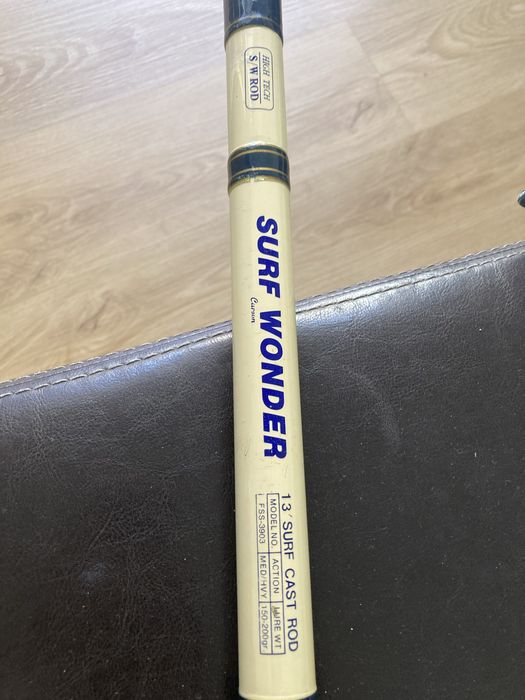 HIGH TECH
S/W ROD
SURF WONDER
13' SURF CAST ROD
MODEL NO. ACTION LURE WT
FSS-3903 MED/HVY 150-200gr.